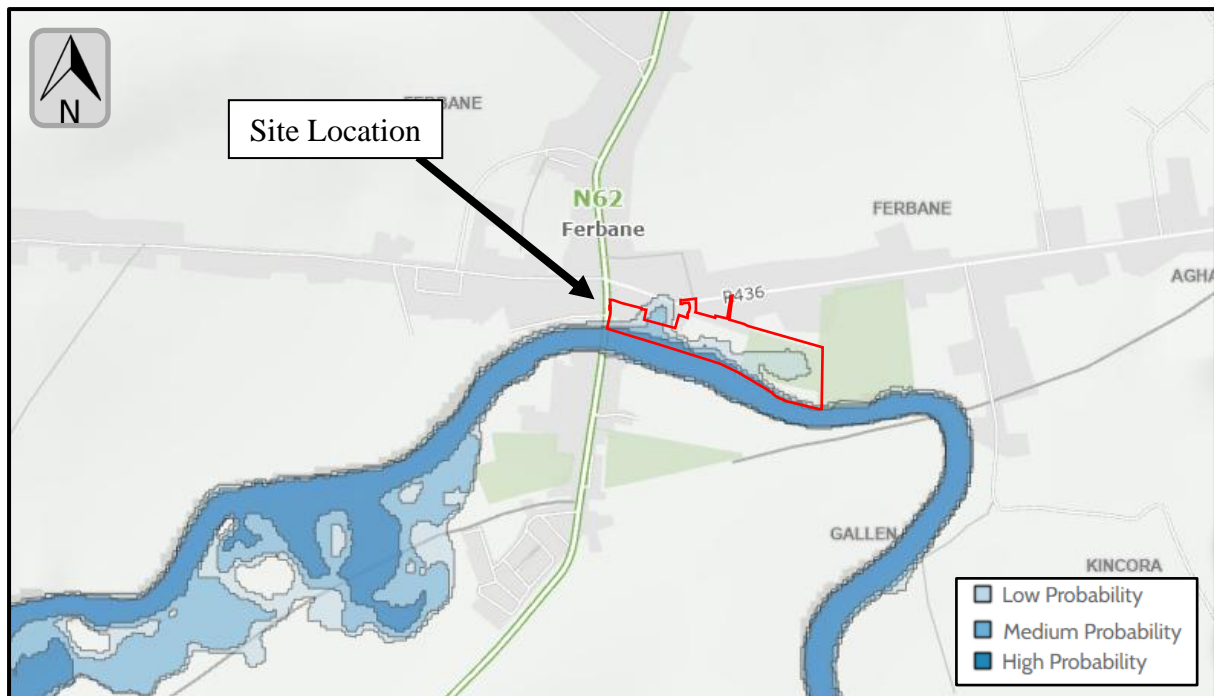 FERBANE
N
Site Location
N62
Ferbane
FERBANE
R436
AGHA
GALLEN
KINCORA
Low Probability
Medium Probability
High Probability